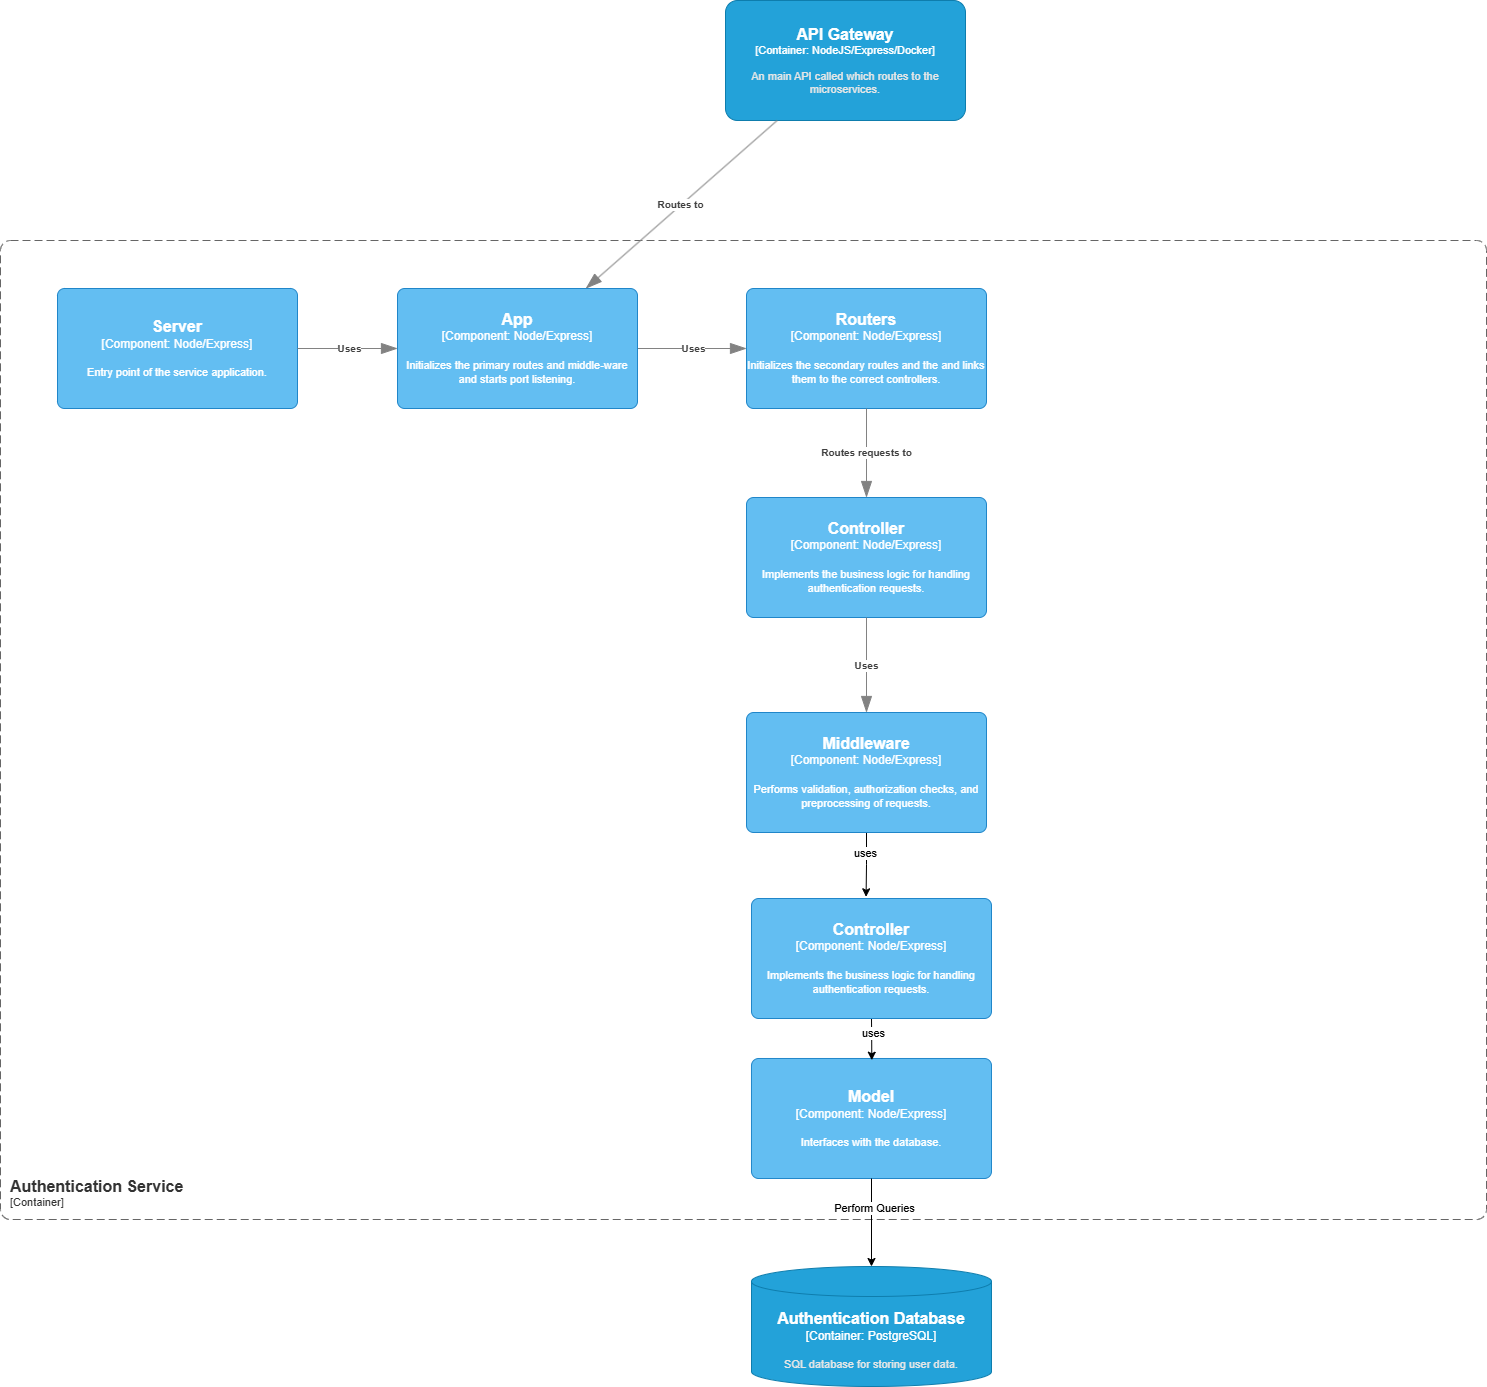 API Gateway
[Container: NodeJS/Express/Docker]
An main API called which routes to the
microservices.
Routes to
Server
[Component: Node/Express]
Entry point of the service application.
Uses
App
[Component: Node/Express]
Initializes the primary routes and middle-ware
and starts port listening.
Uses
Routers
[Component: Node/Express]
Initializes the secondary routes and the and links
them to the correct controllers.
Routes requests to
Controller
[Component: Node/Express]
Implements the business logic for handling
authentication requests.
Uses
Middleware
[Component: Node/Express]
Performs validation, authorization checks, and
preprocessing of requests.
uses
Controller
[Component: Node/Express]
Implements the business logic for handling
authentication requests.
uses
Model
[Component: Node/Express]
Interfaces with the database.
Authentication Service
[Container]
Perform Queries
Authentication Database
[Container: PostgreSQL]
SQL database for storing user data.